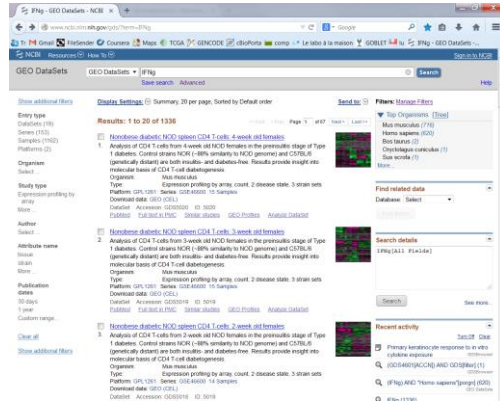 IFNg - GEO DataSets - NCBI
www.ncbi.nlm.nih.gov/gds/?term=IFNg
Google
Gmail FileSender Coursera Maps TCGA GENCODE cBioPorta comp Le labo à la maison GOBLET lu IFNg - GEO DataSets -...
NCBI Resources How To Sign in to NCBI
GEO DataSets GEO DataSets IFNg Search
Save search Advanced Help
Show additional filters
Entry type
DataSets (19)
Series (153)
Samples (1162)
Platforms (2)
Organism
Select ...
Study type
Expression profiling by array
More ...
Author
Select ...
Attribute name
tissue
strain
More ...
Publication dates
30 days
1 year
Custom range...
Clear all
Show additional filters
Display Settings: Summary, 20 per page, Sorted by Default order Send to:
Results: 1 to 20 of 1336
Page 1 of 67 Next > Last >>
Nonobese diabetic NOD spleen CD4 T-cells: 4-week old females
1. Analysis of CD4 T-cells from 4-week old NOD females in the preinsulitis stage of Type
1 diabetes. Control strains NOR (~88% similarity to NOD genome) and C57BL/6
(genetically distant) are both insulitis- and diabetes-free. Results provide insight into
molecular basis of CD4 T-cell diabetogenesis.
Organism: Mus musculus
Type: Expression profiling by array, count, 2 disease state, 3 strain sets
Platform: GPL1261 Series: GSE46600 15 Samples
Download data: GEO (CEL)
DataSet Accession: GDS5020 ID: 5020
PubMed Full text in PMC Similar studies GEO Profiles Analyze DataSet
Nonobese diabetic NOD spleen CD4 T-cells: 3-week old females
2. Analysis of CD4 T-cells from 3-week old NOD females in the preinsulitis stage of Type
1 diabetes. Control strains NOR (~88% similarity to NOD genome) and C57BL/6
(genetically distant) are both insulitis- and diabetes-free. Results provide insight into
molecular basis of CD4 T-cell diabetogenesis.
Organism: Mus musculus
Type: Expression profiling by array, count, 2 disease state, 3 strain sets
Platform: GPL1261 Series: GSE46600 15 Samples
Download data: GEO (CEL)
DataSet Accession: GDS5019 ID: 5019
PubMed Full text in PMC Similar studies GEO Profiles Analyze DataSet
Nonobese diabetic NOD spleen CD4 T-cells: 2-week old females
3. Analysis of CD4 T-cells from 2-week old NOD females in the preinsulitis stage of Type
1 diabetes. Control strains NOR (~88% similarity to NOD genome) and C57BL/6
(genetically distant) are both insulitis- and diabetes-free. Results provide insight into
molecular basis of CD4 T-cell diabetogenesis.
Organism: Mus musculus
Type: Expression profiling by array, count, 2 disease state, 3 strain sets
Platform: GPL1261 Series: GSE46600 14 Samples
Download data: GEO (CEL)
DataSet Accession: GDS5018 ID: 5018
Filters: Manage Filters
Top Organisms [Tree]
Mus musculus (716)
Homo sapiens (620)
Bos taurus (2)
Oryctolagus cuniculus (1)
Sus scrofa (1)
More...
Find related data
Database: Select
Search details
IFNg[All Fields]
Search See more...
Recent activity
Turn Off Clear
Primary keratinocyte response to in vitro
cytokine exposure
(GDS4601[ACCN]) AND GDS[filter] (1)
(IFNg) AND "Homo sapiens"[porgn] (620)
IFNg (1336)